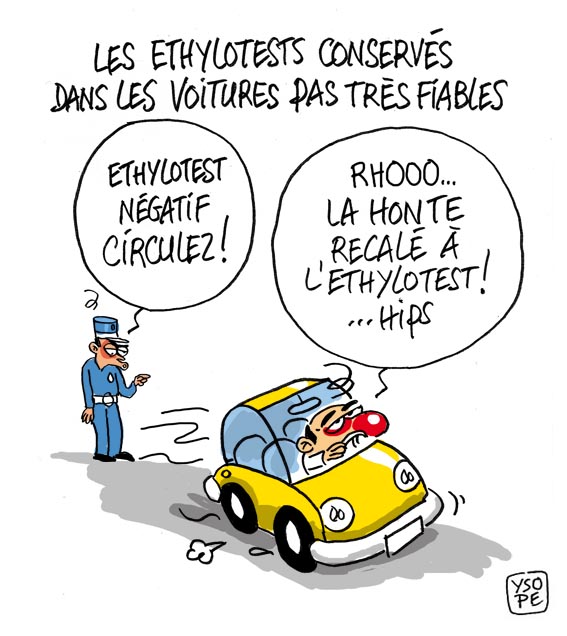 LES ETHYLOTESTS CONSERVÉS
DANS LES VOITURES PAS TRÈS FIABLES
ETHYLOTEST
NÉGATIF
CIRCULEZ!
RHOOO...
LA HONTE
RECALÉ À
L'ETHYLOTEST!
...HIPS
YSO
PE